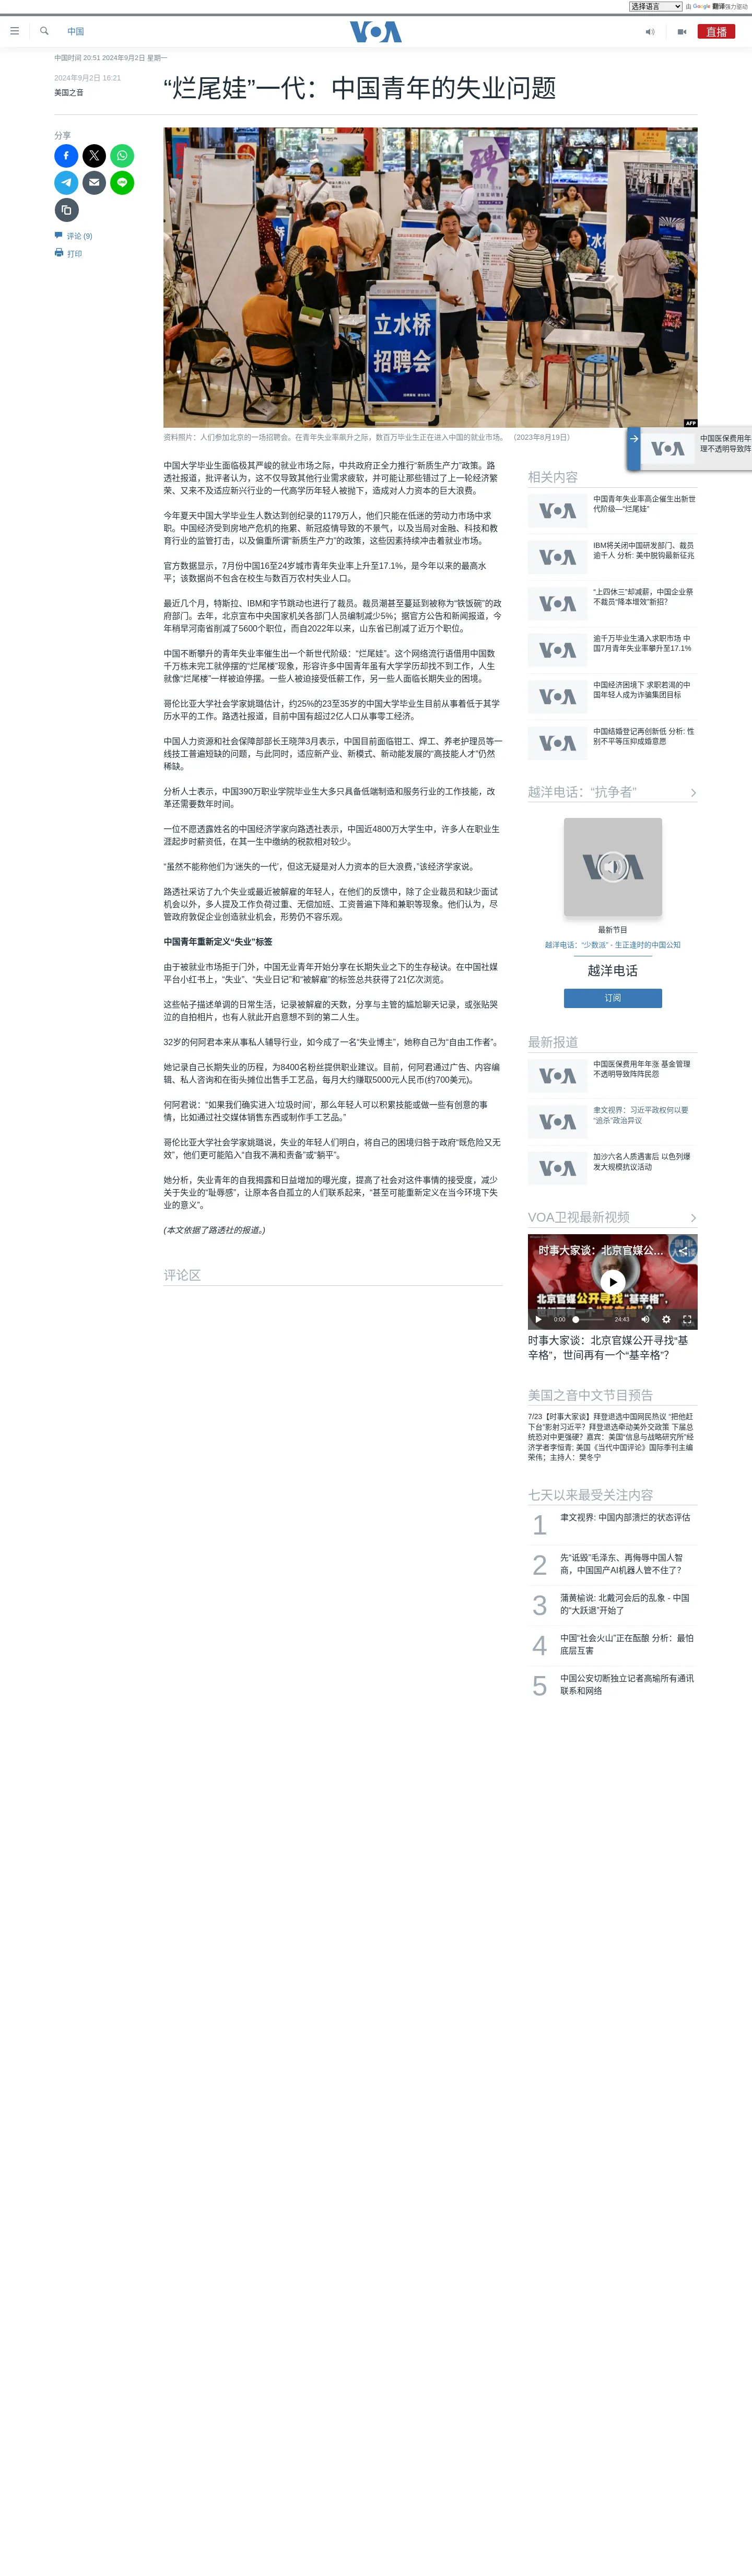 选择语言 由 Google 翻译强力驱动
中国
VOA
直播
中国时间 20:51 2024年9月2日 星期一
2024年9月2日 18:21
美国之音
“烂尾娃”一代：中国青年的失业问题
分享
评论 (9)
打印
聘
立水桥
招聘会
AFP
资料照片：人们参加北京的一场招聘会。在青年失业率飙升之际，数百万毕业生正在进入中国的就业市场。 （2023年8月19日）
中国医保费用年
理不透明导致阵
中国大学毕业生面临极其严峻的就业市场之际，中共政府正全力推行“新质生产力”政策。路
透社报道，批评者认为，这不仅导致其他行业需求疲软，并可能让那些错过了上一轮经济繁
荣、又来不及适应新兴行业的一代高学历年轻人被抛下，造成对人力资本的巨大浪费。
今年夏天中国大学毕业生人数达到创纪录的1179万人，他们只能在低迷的劳动力市场中求
职。中国经济受到房地产危机的拖累、新冠疫情导致的不景气，以及当局对金融、科技和教
育行业的监管打击，以及偏重所谓“新质生产力”的政策，这些因素持续冲击着就业市场。
官方数据显示，7月份中国16至24岁城市青年失业率上升至17.1%，是今年以来的最高水
平；该数据尚不包含在校生与数百万农村失业人口。
最近几个月，特斯拉、IBM和字节跳动也进行了裁员。裁员潮甚至蔓延到被称为“铁饭碗”的政
府部门。去年，北京宣布中央国家机关各部门人员编制减少5%；据官方公告和新闻报道，今
年稍早河南省削减了5600个职位，而自2022年以来，山东省已削减了近万个职位。
中国不断攀升的青年失业率催生出一个新世代阶级：“烂尾娃”。这个网络流行语借用中国数
千万栋未完工就停摆的“烂尾楼”现象，形容许多中国青年虽有大学学历却找不到工作，人生
就像“烂尾楼”一样被迫停摆。一些人被迫接受低薪工作，另一些人面临长期失业的困境。
哥伦比亚大学社会学家姚璐估计，约25%的23至35岁的中国大学毕业生目前从事着低于其学
历水平的工作。路透社报道，目前中国有超过2亿人口从事零工经济。
中国人力资源和社会保障部部长王晓萍3月表示，中国目前面临钳工、焊工、养老护理员等一
线技工普遍短缺的问题，与此同时，适应新产业、新模式、新动能发展的“高技能人才”仍然
稀缺。
分析人士表示，中国390万职业学院毕业生大多只具备低端制造和服务行业的工作技能，改
革还需要数年时间。
一位不愿透露姓名的中国经济学家向路透社表示，中国近4800万大学生中，许多人在职业生
涯起步时薪资低，在其一生中缴纳的税款相对较少。
“虽然不能称他们为‘迷失的一代’，但这无疑是对人力资本的巨大浪费，”该经济学家说。
路透社采访了九个失业或最近被解雇的年轻人，在他们的反馈中，除了企业裁员和缺少面试
机会以外，多人提及工作负荷过重、无偿加班、工资普遍下降和兼职等现象。他们认为，尽
管政府敦促企业创造就业机会，形势仍不容乐观。
中国青年重新定义“失业”标签
由于被就业市场拒于门外，中国无业青年开始分享在长期失业之下的生存秘诀。在中国社媒
平台小红书上，“失业”、“失业日记”和“被解雇”的标签总共获得了21亿次浏览。
这些帖子描述单调的日常生活，记录被解雇的天数，分享与主管的尴尬聊天记录，或张贴哭
泣的自拍相片，也有人就此开启意想不到的第二人生。
32岁的何阿君本来从事私人辅导行业，如今成了一名“失业博主”，她称自己为“自由工作者”。
她记录自己长期失业的历程，为8400名粉丝提供职业建议。目前，何阿君通过广告、内容编
辑、私人咨询和在街头摊位出售手工艺品，每月大约赚取5000元人民币(约700美元)。
何阿君说：“如果我们确实进入‘垃圾时间’，那么年轻人可以积累技能或做一些有创意的事
情，比如通过社交媒体销售东西或制作手工艺品。”
哥伦比亚大学社会学家姚璐说，失业的年轻人们明白，将自己的困境归咎于政府“既危险又无
效”，他们更可能陷入“自我不满和责备”或“躺平”。
她分析，失业青年的自我揭露和日益增加的曝光度，提高了社会对这件事情的接受度，减少
关于失业的“耻辱感”，让原本各自孤立的人们联系起来，“甚至可能重新定义在当今环境下失
业的意义”。
(本文依据了路透社的报道。)
评论区
相关内容
中国青年失业率高企催生出新世
代阶级—“烂尾娃”
IBM将关闭中国研发部门、裁员
逾千人 分析: 美中脱钩最新征兆
“上四休三”却减薪，中国企业祭
不裁员“降本增效”新招?
逾千万毕业生涌入求职市场 中
国7月青年失业率攀升至17.1%
中国经济困境下 求职若渴的中
国年轻人成为诈骗集团目标
中国结婚登记再创新低 分析: 性
别不平等压抑成婚意愿
越洋电话：“抗争者”
最新节目
越洋电话：“少数派” - 生正逢时的中国公知
越洋电话
订阅
最新报道
中国医保费用年年涨 基金管理
不透明导致阵阵民怨
聿文视界：习近平政权何以要
“追杀”政治异议
加沙六名人质遇害后 以色列爆
发大规模抗议活动
VOA卫视最新视频
时事大家谈：北京官媒公...
北京官媒公开寻找“基辛格”，
0:00 24:43
时事大家谈：北京官媒公开寻找“基
辛格”，世间再有一个“基辛格”？
美国之音中文节目预告
7/23【时事大家谈】拜登退选中国网民热议 “把他赶
下台”影射习近平？拜登退选牵动美外交政策 下届总
统恐对中更强硬？嘉宾：美国“信息与战略研究所”经
济学者李恒青; 美国《当代中国评论》国际季刊主编
荣伟；主持人：樊冬宁
七天以来最受关注内容
1 聿文视界: 中国内部溃烂的状态评估
2 先“诋毁”毛泽东、再侮辱中国人智
商，中国国产AI机器人管不住了？
3 蒲黄榆说: 北戴河会后的乱象 - 中国
的“大跃退”开始了
4 中国“社会火山”正在酝酿 分析：最怕
底层互害
5 中国公安切断独立记者高瑜所有通讯
联系和网络